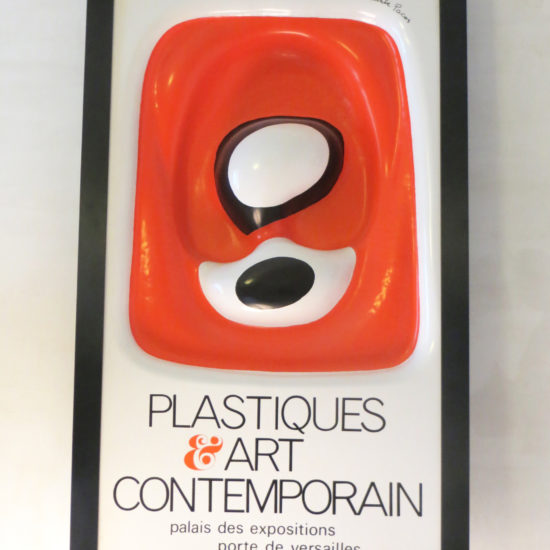 PLASTIQUES
& ART
CONTEMPORAIN
palais des expositions
porte de versailles